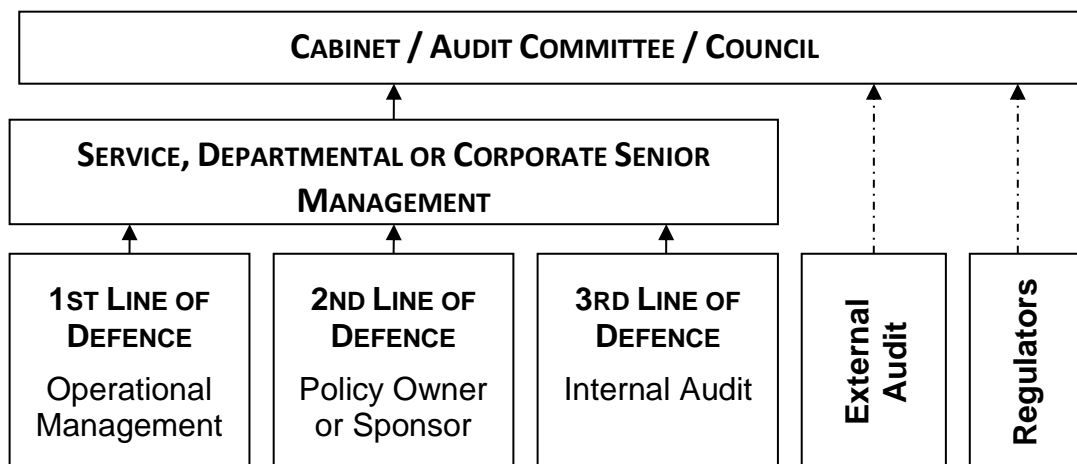 CABINET / AUDIT COMMITTEE / COUNCIL
SERVICE, DEPARTMENTAL OR CORPORATE SENIOR
MANAGEMENT
1ST LINE OF
DEFENCE
Operational
Management
2ND LINE OF
DEFENCE
Policy Owner
or Sponsor
3RD LINE OF
DEFENCE
Internal Audit
External
Audit
Regulators